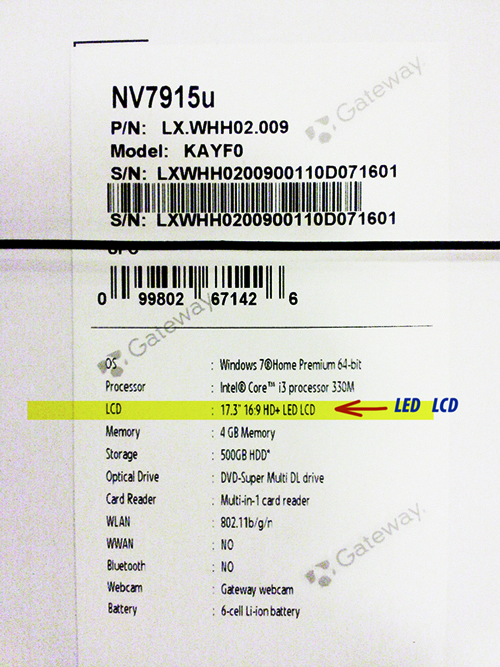 Gateway.
NV7915u
P/N: LX.WHH02.009
Model: KAYF0
S/N: LXWHH0200900110D071601
S/N: LXWHH0200900110D071601
UPC
0 99802 67142 6
Gateway.
OS : Windows 7®Home Premium 64-bit
Processor : Intel® Core™ i3 processor 330M
LCD : 17.3" 16:9 HD+ LED LCD LED LCD
Memory : 4 GB Memory
Storage : 500GB HDD*
Optical Drive : DVD-Super Multi DL drive
Card Reader : Multi-in-1 card reader
WLAN : 802.11b/g/n
WWAN : NO
Gateway.
Bluetooth : NO
Webcam : Gateway webcam
Battery : 6-cell Li-ion battery